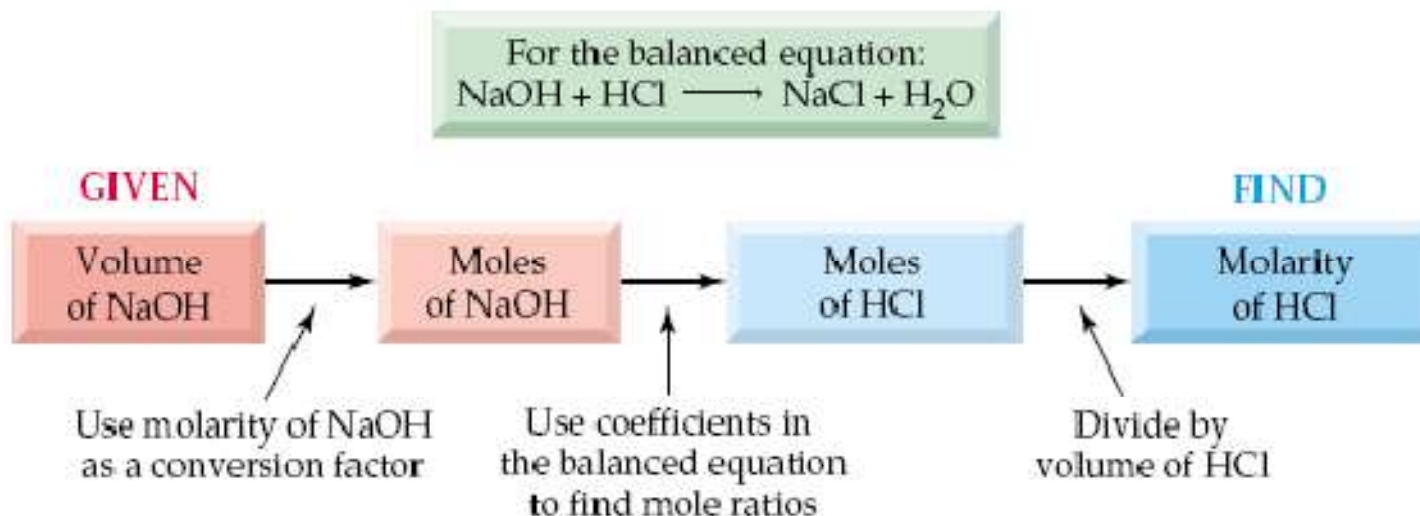 For the balanced equation:
NaOH + HCl ⟶ NaCl + H₂O
GIVEN
FIND
Volume
of NaOH
Moles
of NaOH
Moles
of HCl
Molarity
of HCl
Use molarity of NaOH
as a conversion factor
Use coefficients in
the balanced equation
to find mole ratios
Divide by
volume of HCl